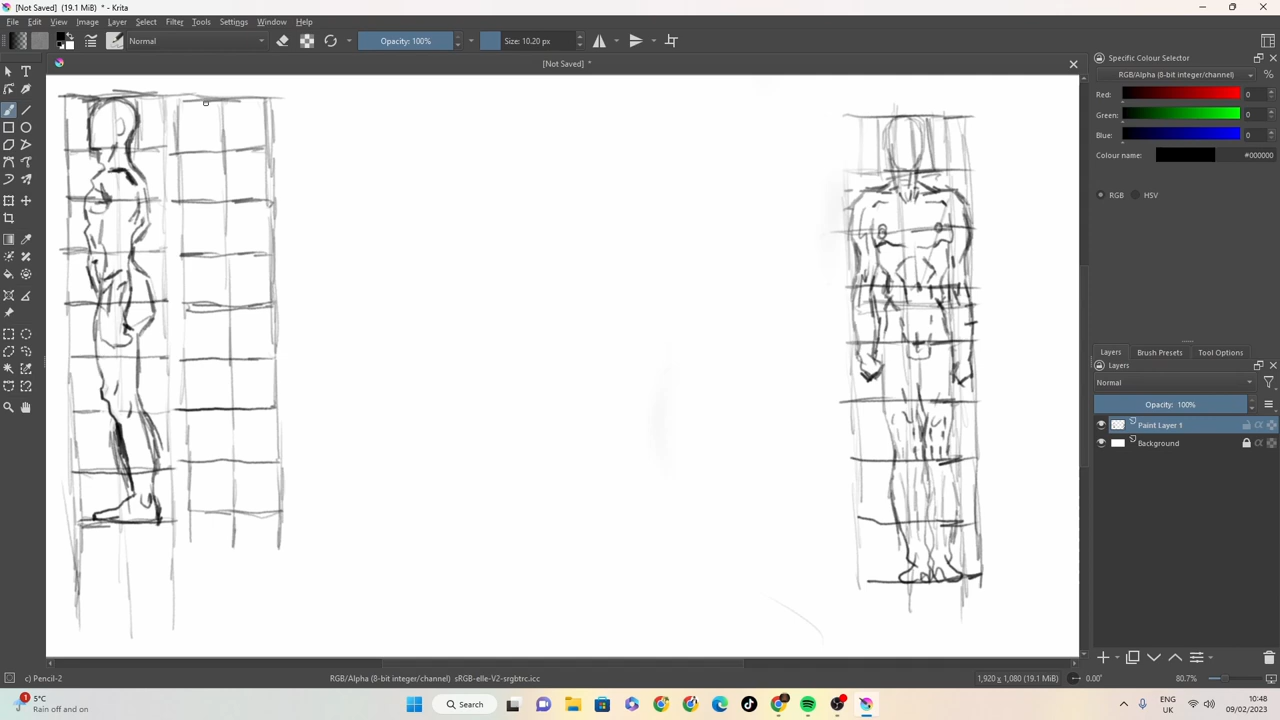 [Not Saved] (19.1 MiB) * - Krita
File Edit View Image Layer Select Filter Tools Settings Window Help
Normal Opacity: 100% Size: 10.20 px
[Not Saved] *
Specific Colour Selector
RGB/Alpha (8-bit integer/channel) %
Red: 0
Green: 0
Blue: 0
Colour name: #000000
RGB HSV
Layers Brush Presets Tool Options
Layers
Normal
Opacity: 100%
Paint Layer 1
Background
c) Pencil-2 RGB/Alpha (8-bit integer/channel) sRGB-elle-V2-srgbtrc.icc 1,920 x 1,080 (19.1 MiB) 0.00° 80.7%
1 5°C
Rain off and on
Search
ENG
UK
10:48
09/02/2023